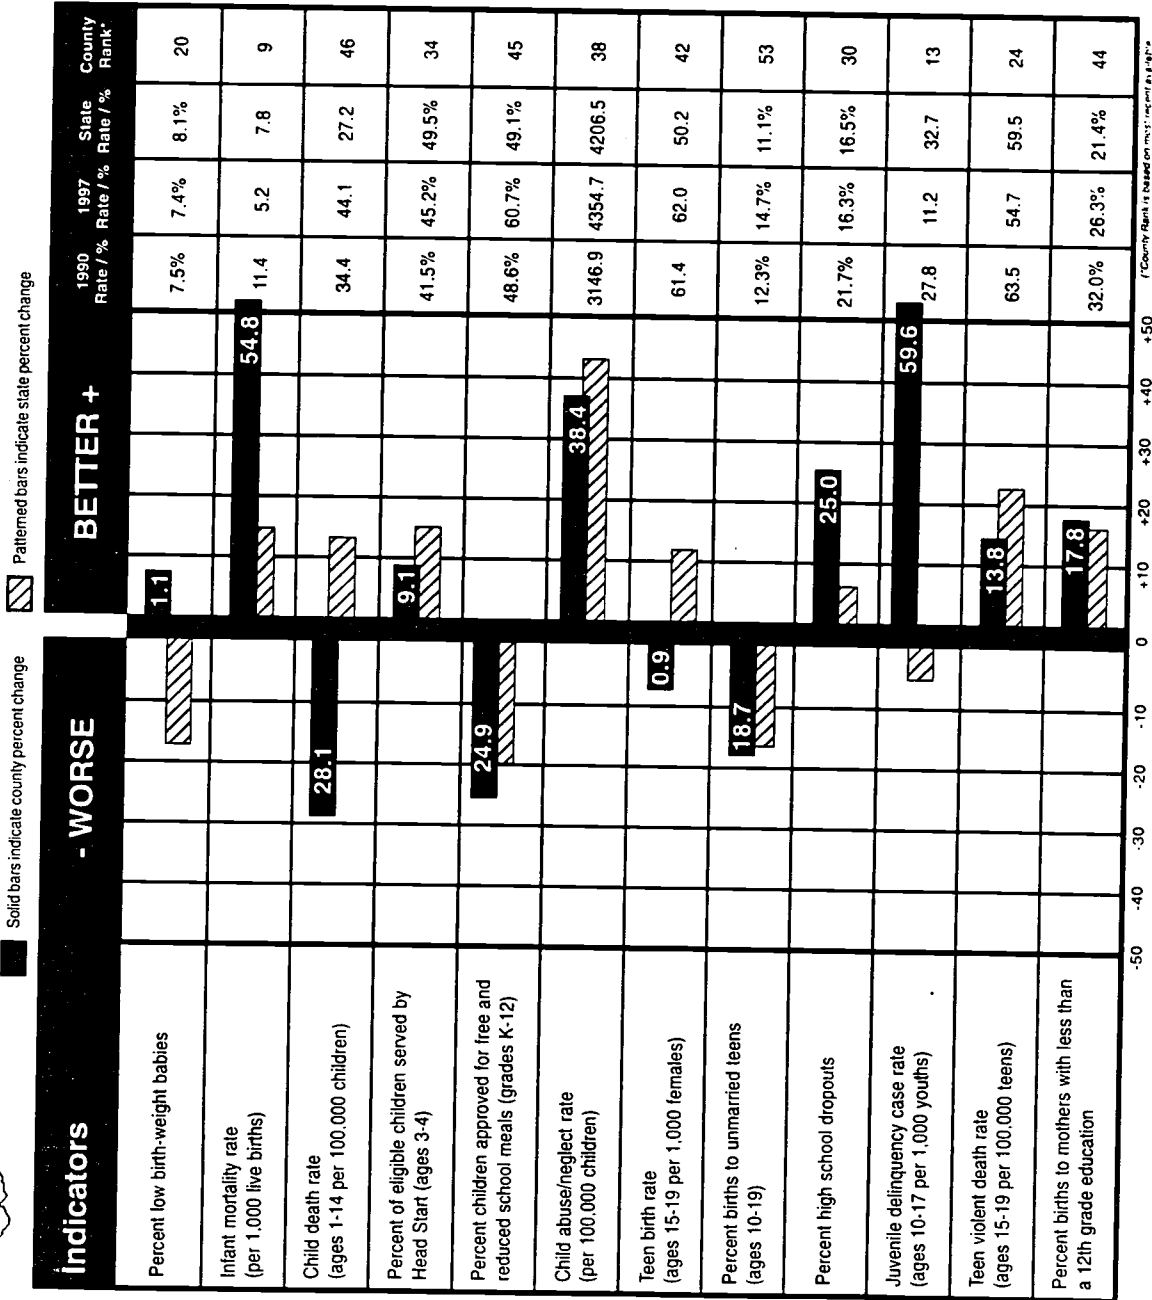 Solid bars indicate county percent change
Patterned bars indicate state percent change
Indicators
- WORSE
BETTER +
1990
Rate / %
1997
Rate / %
State
Rate / %
County
Rank*
Percent low birth-weight babies
1.1
7.5%
7.4%
8.1%
20
Infant mortality rate
(per 1,000 live births)
54.8
11.4
5.2
7.8
9
Child death rate
(ages 1-14 per 100,000 children)
28.1
34.4
44.1
27.2
46
Percent of eligible children served by
Head Start (ages 3-4)
9.1
41.5%
45.2%
49.5%
34
Percent children approved for free and
reduced school meals (grades K-12)
24.9
48.6%
60.7%
49.1%
45
Child abuse/neglect rate
(per 100,000 children)
38.4
3146.9
4354.7
4206.5
38
Teen birth rate
(ages 15-19 per 1,000 females)
0.9
61.4
62.0
50.2
42
Percent births to unmarried teens
(ages 10-19)
18.7
12.3%
14.7%
11.1%
53
Percent high school dropouts
25.0
21.7%
16.3%
16.5%
30
Juvenile delinquency case rate
(ages 10-17 per 1,000 youths)
59.6
27.8
11.2
32.7
13
Teen violent death rate
(ages 15-19 per 100,000 teens)
13.8
63.5
54.7
59.5
24
Percent births to mothers with less than
a 12th grade education
17.8
32.0%
26.3%
21.4%
44
-50
-40
-30
-20
-10
0
+10
+20
+30
+40
+50
(*County Rank is based on most recent available